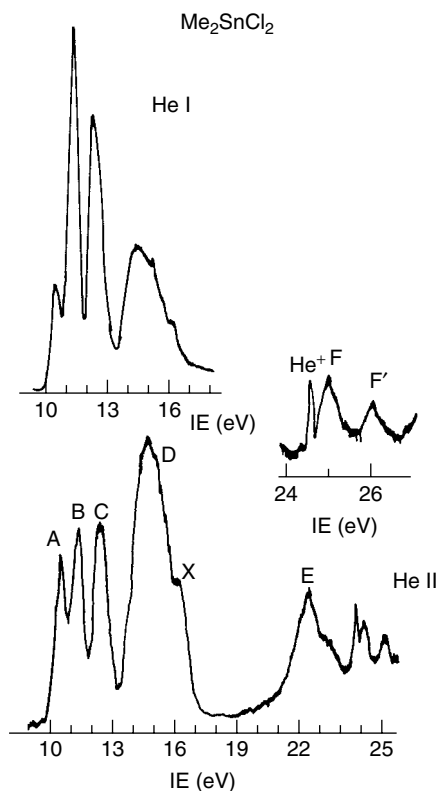 Me₂SnCl₂
He I
10 13 16
IE (eV)
He⁺ F F′
24 26
IE (eV)
A B C D X E He II
10 13 16 19 22 25
IE (eV)